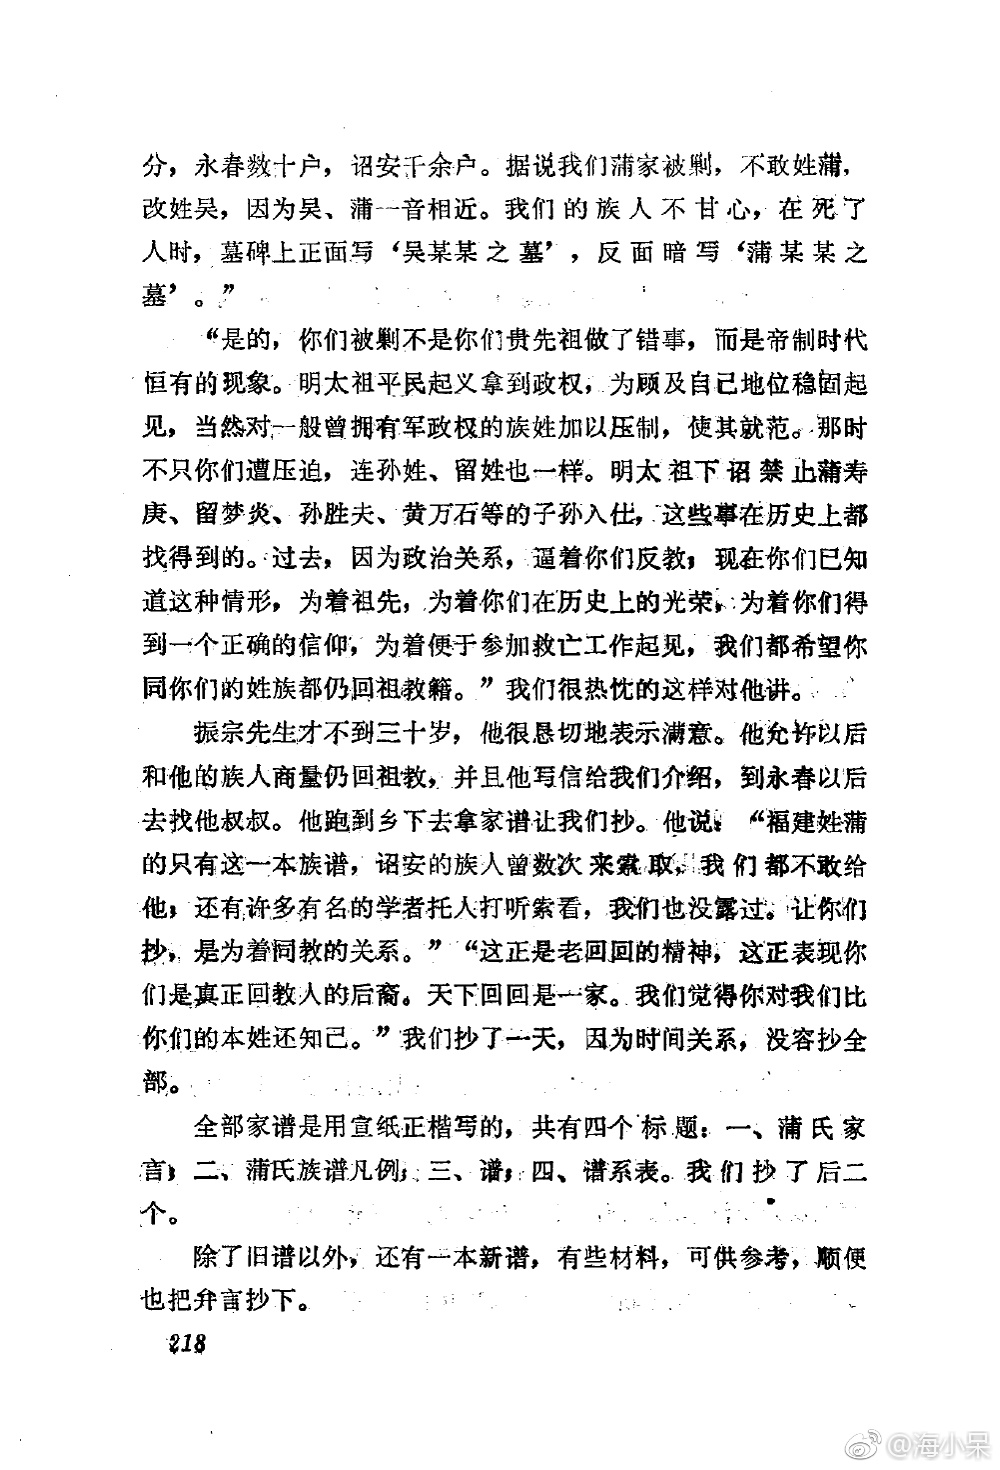 分，永春数十户，诏安千余户。据说我们蒲家被剿，不敢姓蒲，
改姓吴，因为吴、蒲一音相近。我们的族人不甘心，在死了
人时，墓碑上正面写‘吴某某之墓’，反面暗写‘蒲某某之
墓’。”
“是的，你们被剿不是你们贵先祖做了错事，而是帝制时代
恒有的现象。明太祖平民起义拿到政权，为顾及自己地位稳固起
见，当然对一般曾拥有军政权的族姓加以压制，使其就范。那时
不只你们遭压迫，连孙姓、留姓也一样。明太祖下诏禁止蒲寿
庚、留梦炎、孙胜夫、黄万石等的子孙入仕，这些事在历史上都
找得到的。过去，因为政治关系，逼着你们反教；现在你们已知
道这种情形，为着祖先，为着你们在历史上的光荣，为着你们得
到一个正确的信仰，为着便于参加救亡工作起见，我们都希望你
同你们的姓族都仍回祖教籍。”我们很热忱的这样对他讲。
振宗先生才不到三十岁，他很恳切地表示满意。他允许以后
和他的族人商量仍回祖教，并且他写信给我们介绍，到永春以后
去找他叔叔。他跑到乡下去拿家谱让我们抄。他说：“福建姓蒲
的只有这一本族谱，诏安的族人曾数次来索取，我们都不敢给
他；还有许多有名的学者托人打听索看，我们也没露过。让你们
抄，是为着同教的关系。”“这正是老回回的精神，这正表现你
们是真正回教人的后裔。天下回回是一家。我们觉得你对我们比
你们的本姓还知己。”我们抄了一天，因为时间关系，没容抄全
部。
全部家谱是用宣纸正楷写的，共有四个标题：一、蒲氏家
言；二、蒲氏族谱凡例；三、谱；四、谱系表。我们抄了后二
个。
除了旧谱以外，还有一本新谱，有些材料，可供参考，顺便
也把弁言抄下。
218
@海小呆